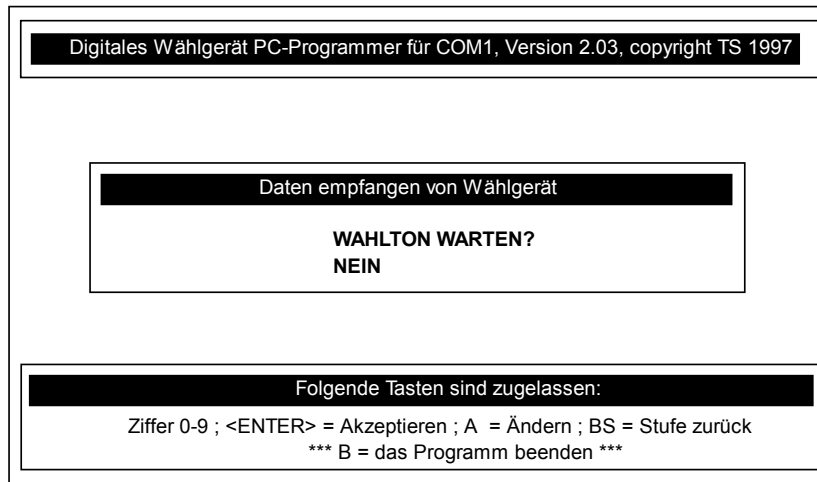 Digitales Wählgerät PC-Programmer für COM1, Version 2.03, copyright TS 1997
Daten empfangen von Wählgerät
WAHLTON WARTEN?
NEIN
Folgende Tasten sind zugelassen:
Ziffer 0-9 ; <ENTER> = Akzeptieren ; A = Ändern ; BS = Stufe zurück
*** B = das Programm beenden ***